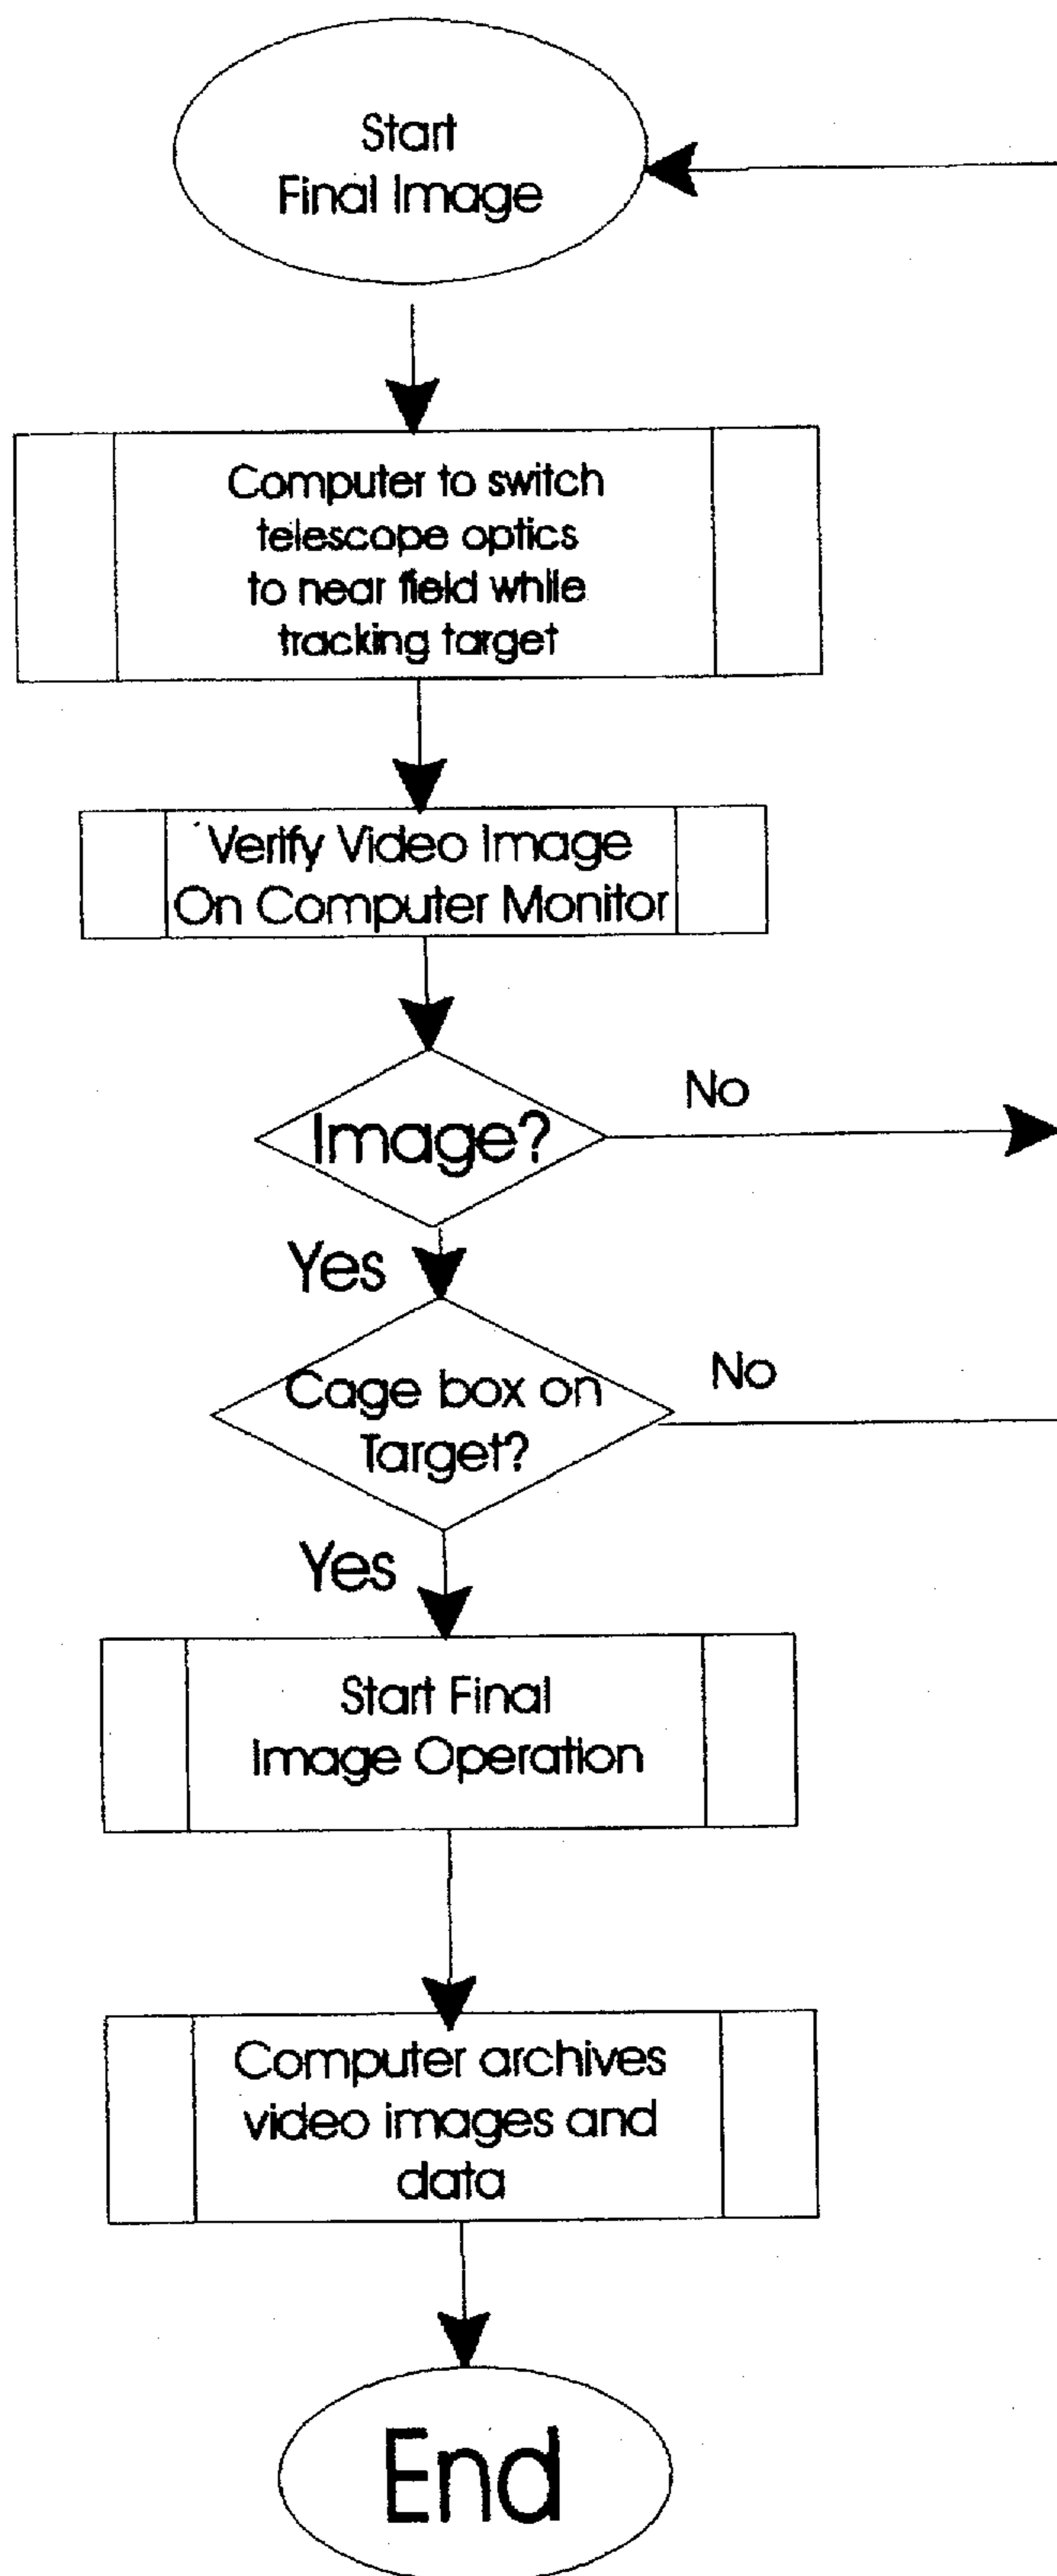 Start
Final Image
Computer to switch
telescope optics
to near field while
tracking target
Verify Video Image
On Computer Monitor
Image?
No
Yes
Cage box on
Target?
No
Yes
Start Final
Image Operation
Computer archives
video images and
data
End